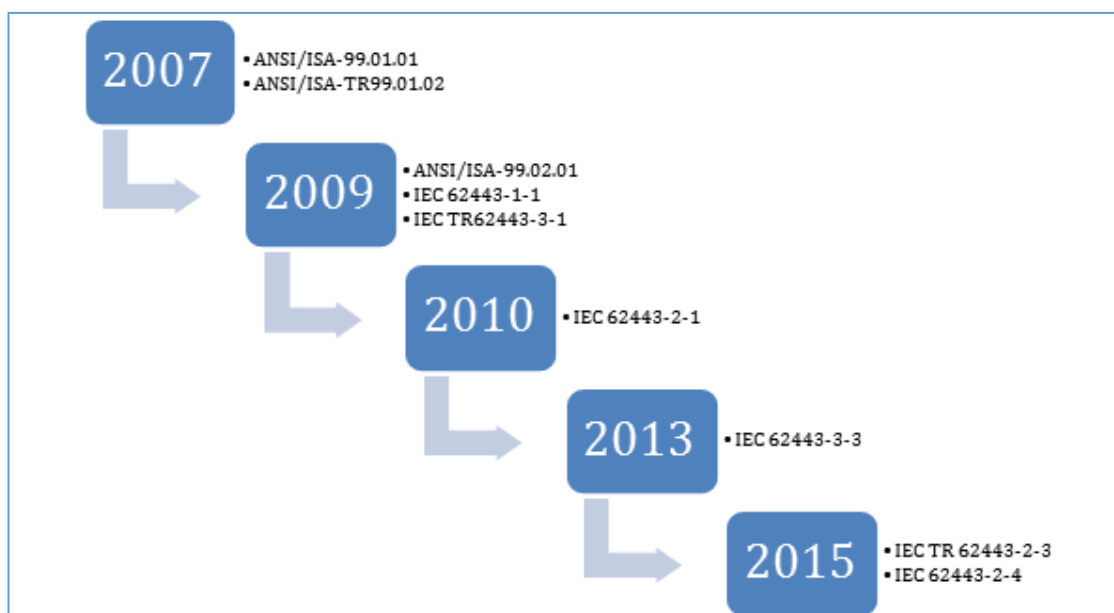 2007
▪ ANSI/ISA-99.01.01
▪ ANSI/ISA-TR99.01.02
2009
▪ ANSI/ISA-99.02.01
▪ IEC 62443-1-1
▪ IEC TR62443-3-1
2010
▪ IEC 62443-2-1
2013
▪ IEC 62443-3-3
2015
▪ IEC TR 62443-2-3
▪ IEC 62443-2-4